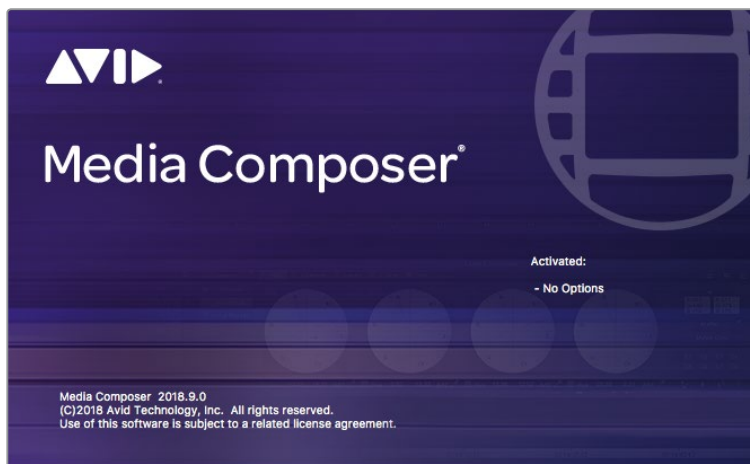 AVID
Media Composer®
Activated:
- No Options
Media Composer 2018.9.0
(C)2018 Avid Technology, Inc. All rights reserved.
Use of this software is subject to a related license agreement.